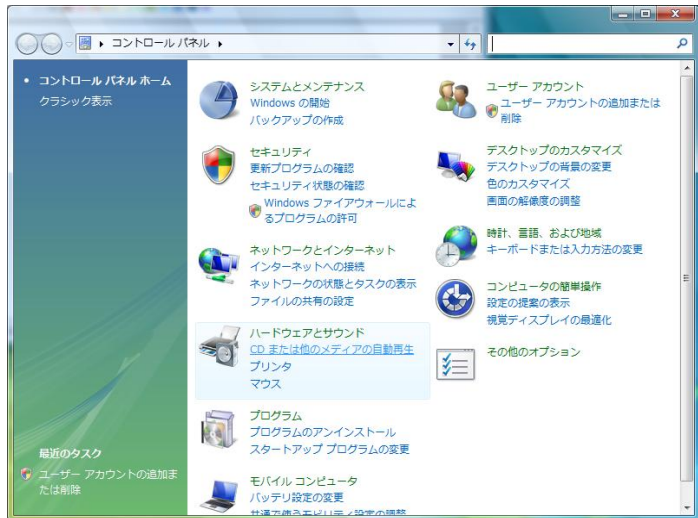 コントロール パネル
コントロール パネル ホーム
クラシック表示
最近のタスク
ユーザー アカウントの追加ま
たは削除
システムとメンテナンス
Windows の開始
バックアップの作成
セキュリティ
更新プログラムの確認
セキュリティ状態の確認
Windows ファイアウォールによ
るプログラムの許可
ネットワークとインターネット
インターネットへの接続
ネットワークの状態とタスクの表示
ファイルの共有の設定
ハードウェアとサウンド
CD または他のメディアの自動再生
プリンタ
マウス
プログラム
プログラムのアンインストール
スタートアップ プログラムの変更
モバイル コンピュータ
バッテリ設定の変更
共通で使うモビリティ設定の調整
ユーザー アカウント
ユーザー アカウントの追加または
削除
デスクトップのカスタマイズ
デスクトップの背景の変更
色のカスタマイズ
画面の解像度の調整
時計、言語、および地域
キーボードまたは入力方法の変更
コンピュータの簡単操作
設定の提案の表示
視覚ディスプレイの最適化
その他のオプション